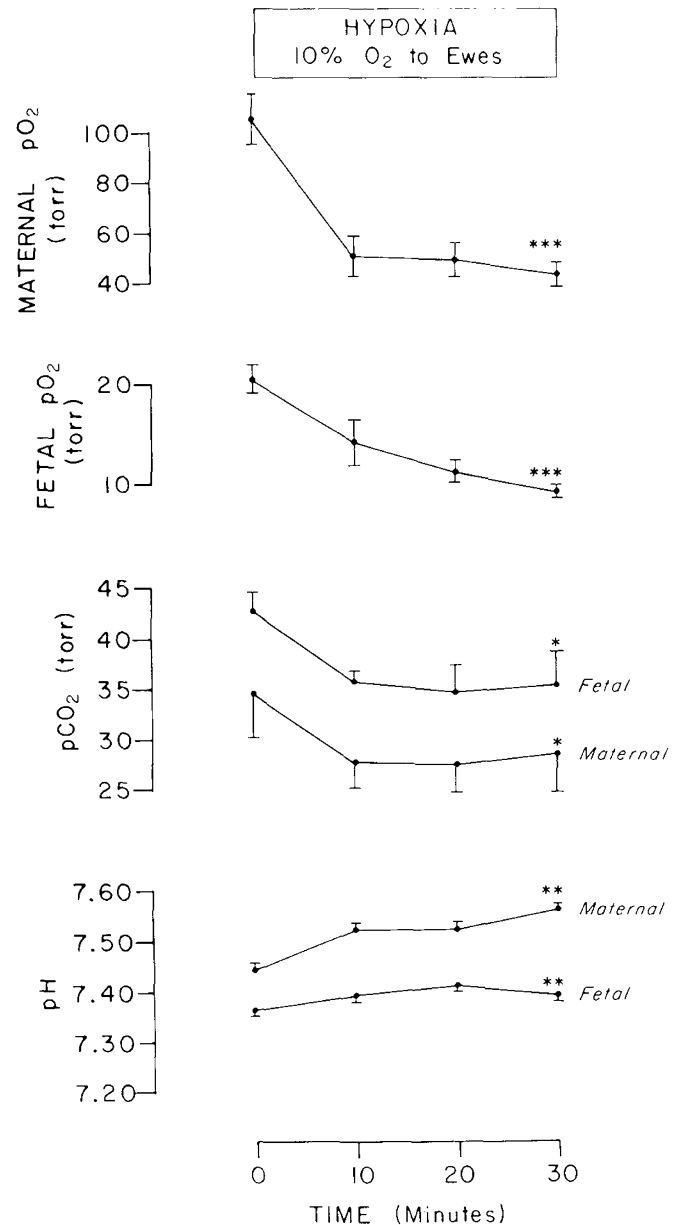 HYPOXIA
10% O₂ to Ewes
MATERNAL pO₂
(torr)
100
80
60
40
***
FETAL pO₂
(torr)
20
10
***
pCO₂ (torr)
45
40
35
30
25
*
Fetal
*
Maternal
pH
7.60
7.50
7.40
7.30
7.20
**
Maternal
**
Fetal
0 10 20 30
TIME (Minutes)